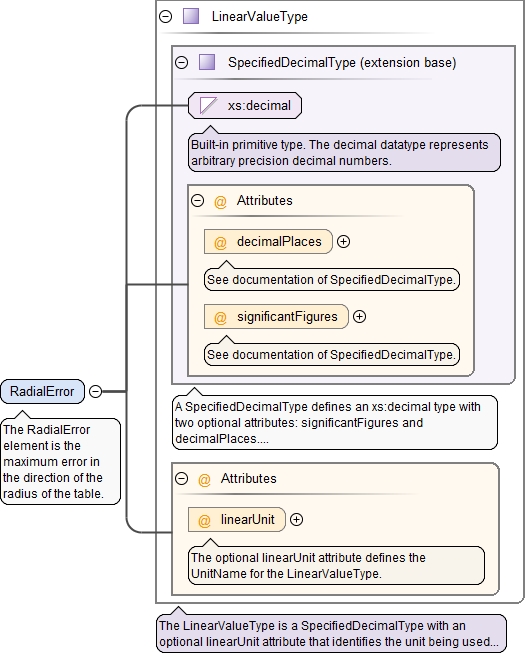 LinearValueType
SpecifiedDecimalType (extension base)
xs:decimal
Built-in primitive type. The decimal datatype represents
arbitrary precision decimal numbers.
@ Attributes
@ decimalPlaces
See documentation of SpecifiedDecimalType.
@ significantFigures
See documentation of SpecifiedDecimalType.
RadialError
The RadialError
element is the
maximum error in
the direction of the
radius of the table.
A SpecifiedDecimalType defines an xs:decimal type with
two optional attributes: significantFigures and
decimalPlaces....
@ Attributes
@ linearUnit
The optional linearUnit attribute defines the
UnitName for the LinearValueType.
The LinearValueType is a SpecifiedDecimalType with an
optional linearUnit attribute that identifies the unit being used...